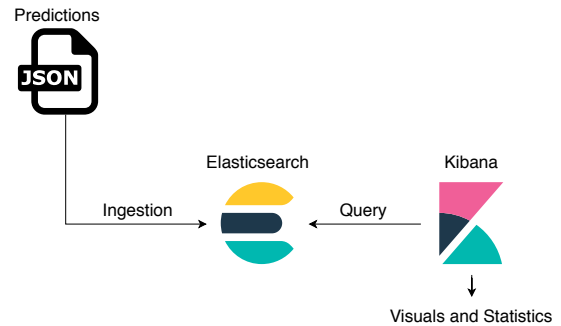 Predictions
JSON
Elasticsearch
Kibana
Ingestion
Query
Visuals and Statistics